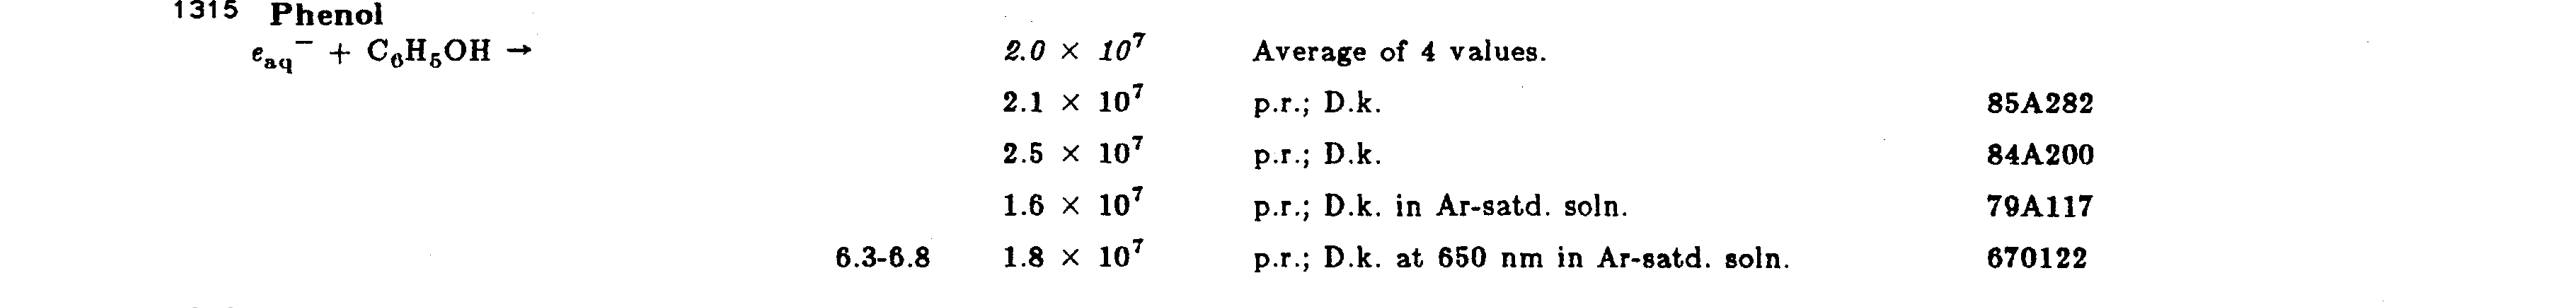 1315 Phenol
eaq− + C6H5OH → 2.0 × 10^7 Average of 4 values.
2.1 × 10^7 p.r.; D.k. 85A282
2.5 × 10^7 p.r.; D.k. 84A200
1.6 × 10^7 p.r.; D.k. in Ar-satd. soln. 79A117
6.3-6.8 1.8 × 10^7 p.r.; D.k. at 650 nm in Ar-satd. soln. 670122